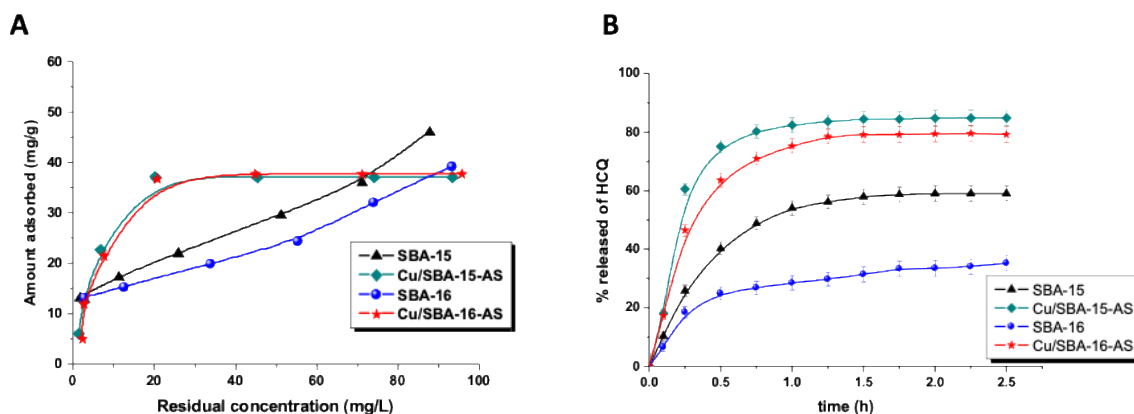 A
Amount adsorbed (mg/g)
60
50
40
30
20
10
0
0 20 40 60 80 100
Residual concentration (mg/L)
SBA-15
Cu/SBA-15-AS
SBA-16
Cu/SBA-16-AS
B
% released of HCQ
100
80
60
40
20
0
0.0 0.5 1.0 1.5 2.0 2.5
time (h)
SBA-15
Cu/SBA-15-AS
SBA-16
Cu/SBA-16-AS